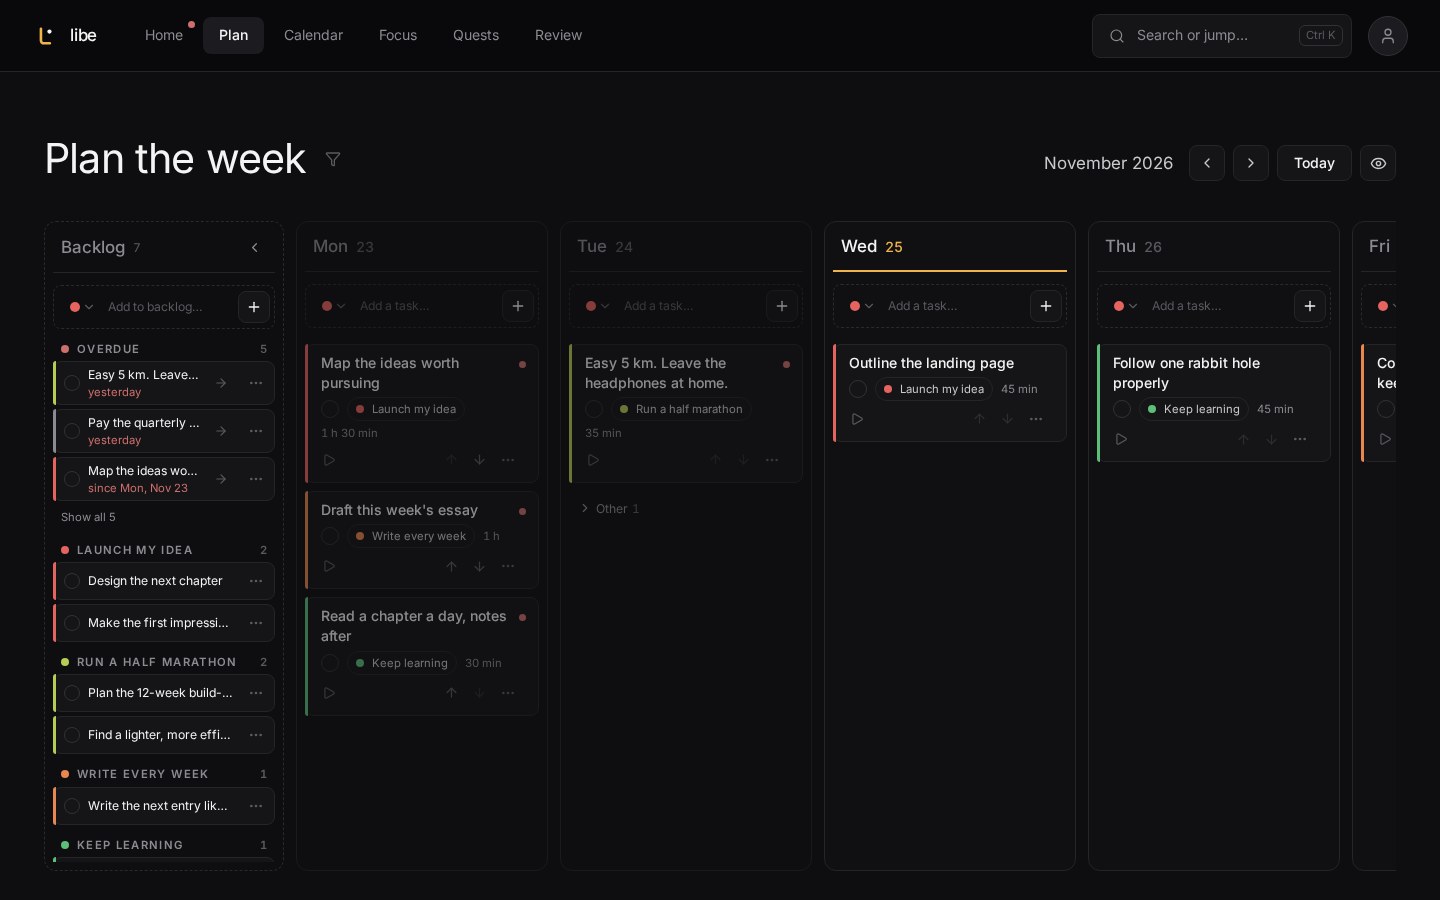 libe
Home
Plan
Calendar
Focus
Quests
Review
Search or jump...
Ctrl K
Plan the week
November 2026
Today
Backlog 7
Add to backlog...
OVERDUE 5
Easy 5 km. Leave...
yesterday
Pay the quarterly ...
yesterday
Map the ideas wo...
since Mon, Nov 23
Show all 5
LAUNCH MY IDEA 2
Design the next chapter
Make the first impressi...
RUN A HALF MARATHON 2
Plan the 12-week build-...
Find a lighter, more effi...
WRITE EVERY WEEK 1
Write the next entry lik...
KEEP LEARNING 1
Mon 23
Add a task...
Map the ideas worth
pursuing
Launch my idea
1 h 30 min
Draft this week's essay
Write every week 1 h
Read a chapter a day, notes
after
Keep learning 30 min
Tue 24
Add a task...
Easy 5 km. Leave the
headphones at home.
Run a half marathon
35 min
Other 1
Wed 25
Add a task...
Outline the landing page
Launch my idea 45 min
Thu 26
Add a task...
Follow one rabbit hole
properly
Keep learning 45 min
Fri
Co
kee